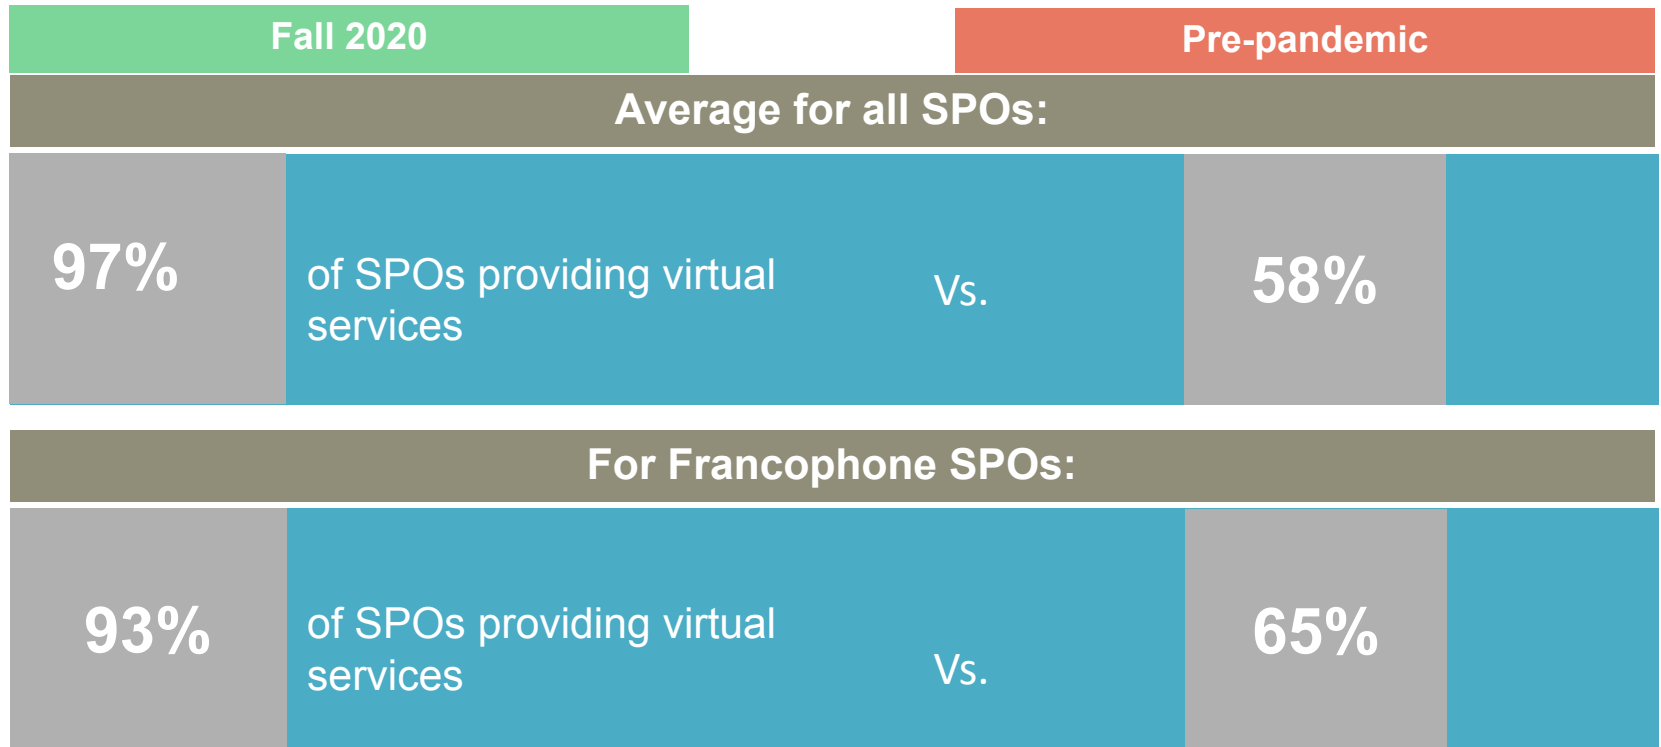 Fall 2020
Pre-pandemic
Average for all SPOs:
97%
of SPOs providing virtual
services
Vs.
58%
For Francophone SPOs:
93%
of SPOs providing virtual
services
Vs.
65%